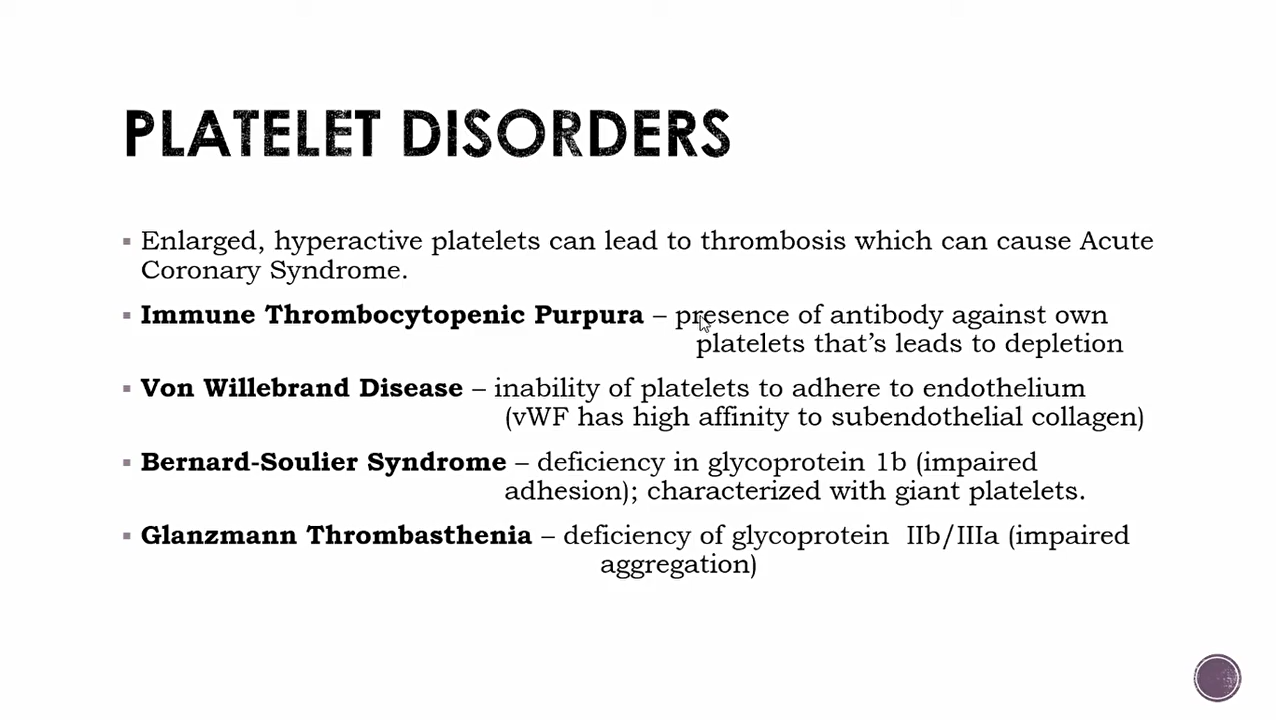 PLATELET DISORDERS
▪ Enlarged, hyperactive platelets can lead to thrombosis which can cause Acute
Coronary Syndrome.
▪ Immune Thrombocytopenic Purpura – presence of antibody against own
platelets that’s leads to depletion
▪ Von Willebrand Disease – inability of platelets to adhere to endothelium
(vWF has high affinity to subendothelial collagen)
▪ Bernard-Soulier Syndrome – deficiency in glycoprotein 1b (impaired
adhesion); characterized with giant platelets.
▪ Glanzmann Thrombasthenia – deficiency of glycoprotein IIb/IIIa (impaired
aggregation)